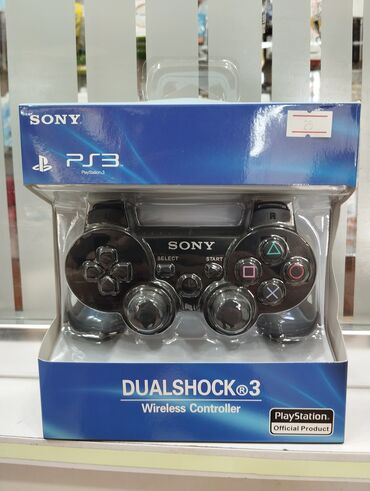 SONY
PS3
PlayStation 3
R
SONY
SELECT
START
DUALSHOCK®3
Wireless Controller
PlayStation
Official Product